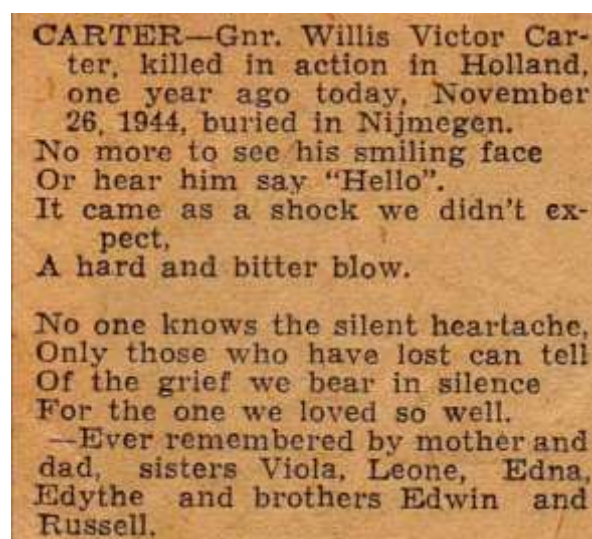 CARTER—Gnr. Willis Victor Car-
ter, killed in action in Holland,
one year ago today, November
26, 1944, buried in Nijmegen.
No more to see his smiling face
Or hear him say "Hello".
It came as a shock we didn't ex-
pect,
A hard and bitter blow.

No one knows the silent heartache,
Only those who have lost can tell
Of the grief we bear in silence
For the one we loved so well.
—Ever remembered by mother and
dad, sisters Viola, Leone, Edna,
Edythe and brothers Edwin and
Russell.